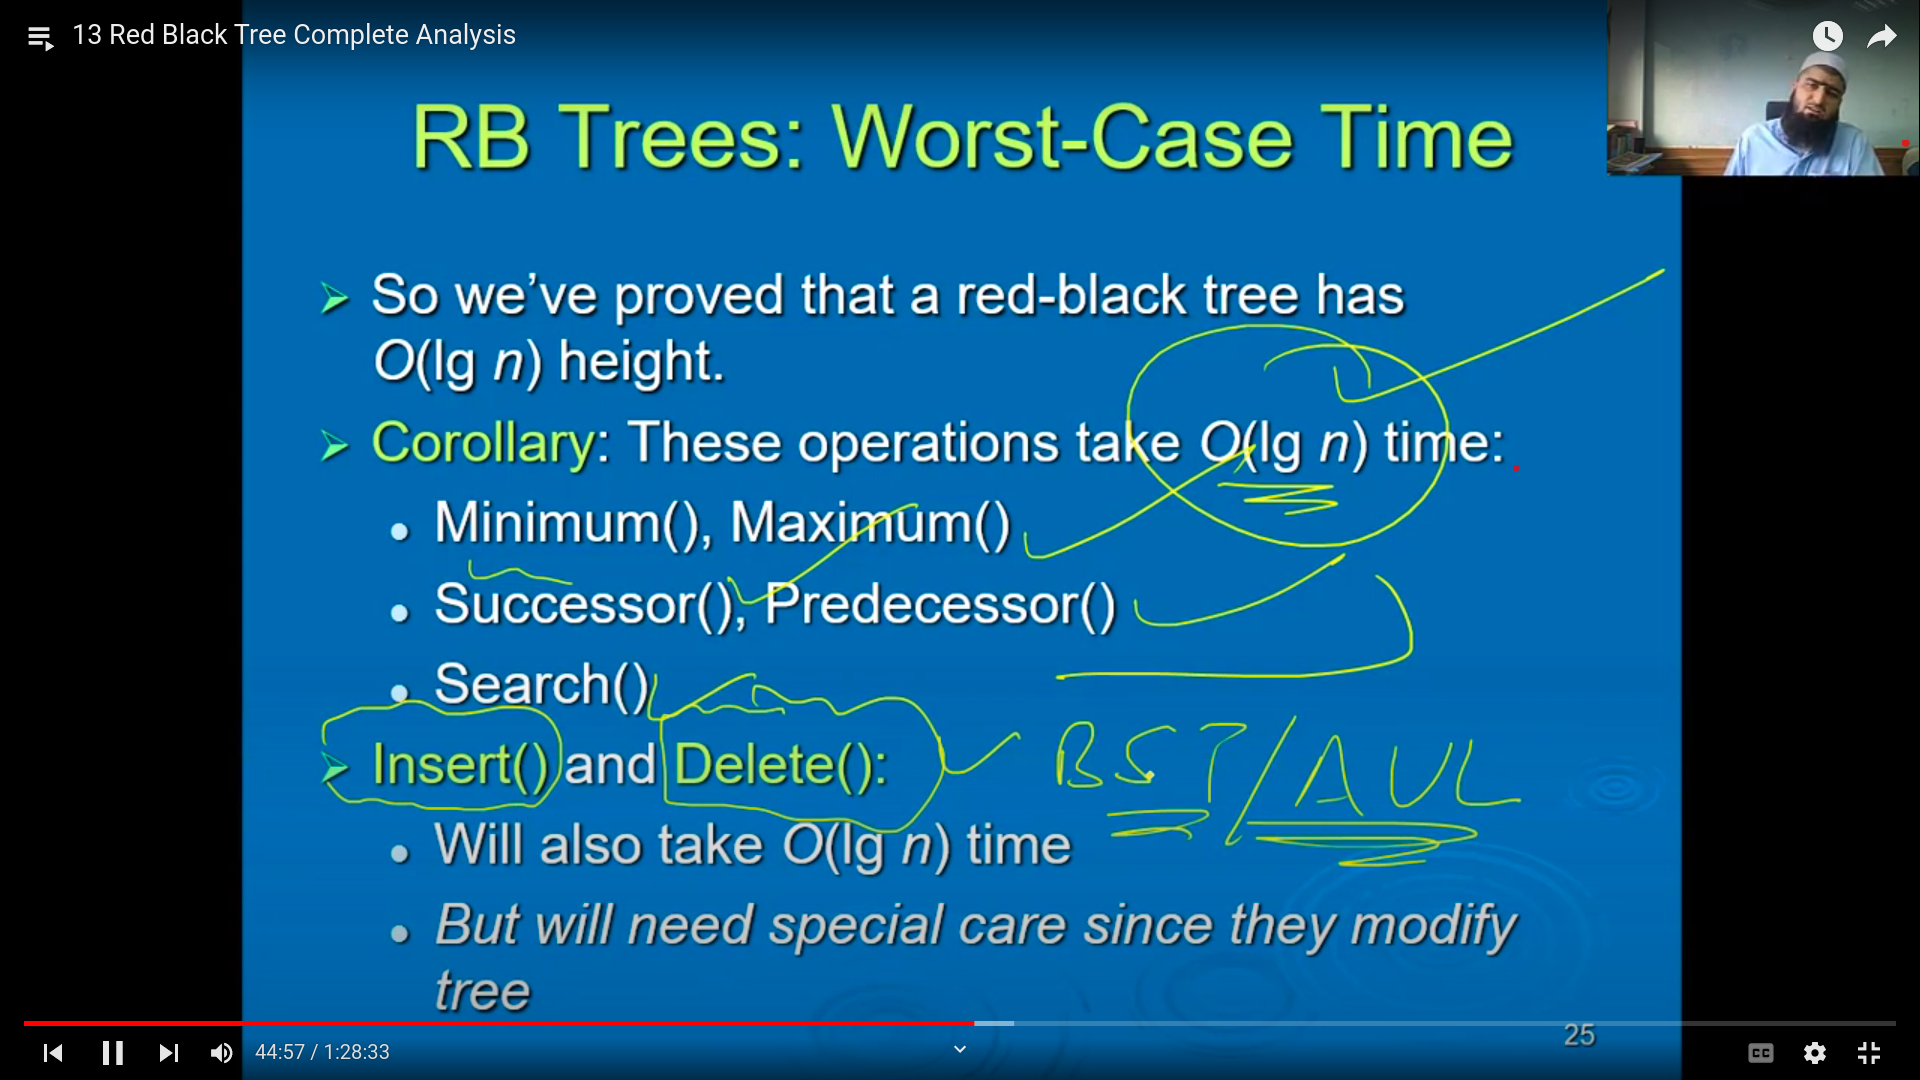 13 Red Black Tree Complete Analysis
RB Trees: Worst-Case Time
So we've proved that a red-black tree has
O(lg n) height.
Corollary: These operations take O(lg n) time:
Minimum(), Maximum()
Successor(), Predecessor()
Search()
Insert() and Delete():
BST/AVL
Will also take O(lg n) time
But will need special care since they modify
tree
25
44:57 / 1:28:33
CC